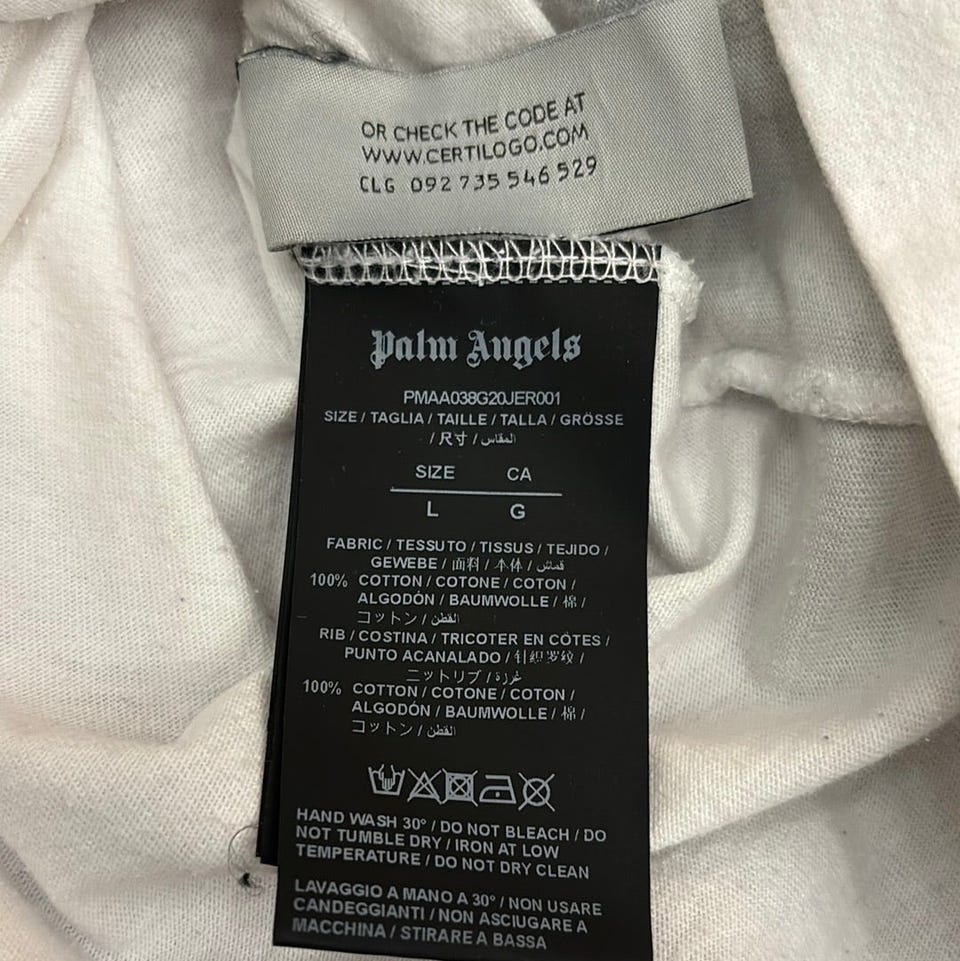 OR CHECK THE CODE AT
WWW.CERTILOGO.COM
CLG 092 735 546 529
Palm Angels
PMAA038G20JER001
SIZE / TAGLIA / TAILLE / TALLA / GRÖSSE
/ 尺寸 / المقاس
SIZE CA
L G
FABRIC / TESSUTO / TISSUS / TEJIDO /
GEWEBE / 面料 / 本体 / قماش
100% COTTON / COTONE / COTON /
ALGODÓN / BAUMWOLLE / 棉 /
コットン / القطن
RIB / COSTINA / TRICOTER EN CÔTES /
PUNTO ACANALADO / 针织罗纹 /
ニットリブ / غرزة
100% COTTON / COTONE / COTON /
ALGODÓN / BAUMWOLLE / 棉 /
コットン / القطن
HAND WASH 30° / DO NOT BLEACH / DO
NOT TUMBLE DRY / IRON AT LOW
TEMPERATURE / DO NOT DRY CLEAN
LAVAGGIO A MANO A 30° / NON USARE
CANDEGGIANTI / NON ASCIUGARE A
MACCHINA / STIRARE A BASSA